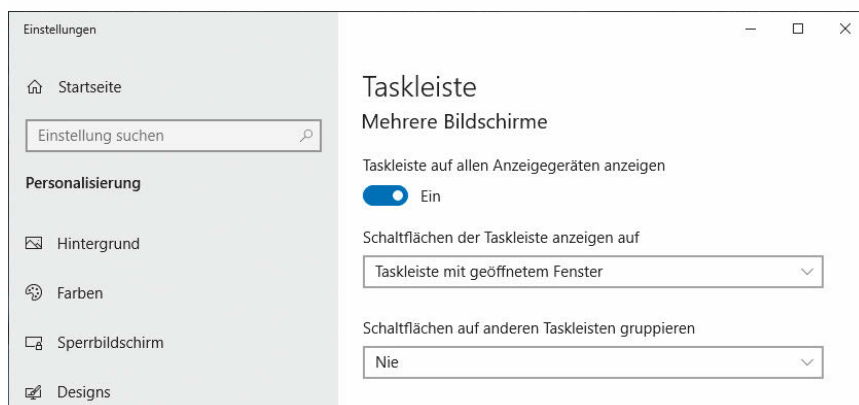 Einstellungen
Startseite
Einstellung suchen
Personalisierung
Hintergrund
Farben
Sperrbildschirm
Designs
Taskleiste
Mehrere Bildschirme
Taskleiste auf allen Anzeigegeräten anzeigen
Ein
Schaltflächen der Taskleiste anzeigen auf
Taskleiste mit geöffnetem Fenster
Schaltflächen auf anderen Taskleisten gruppieren
Nie